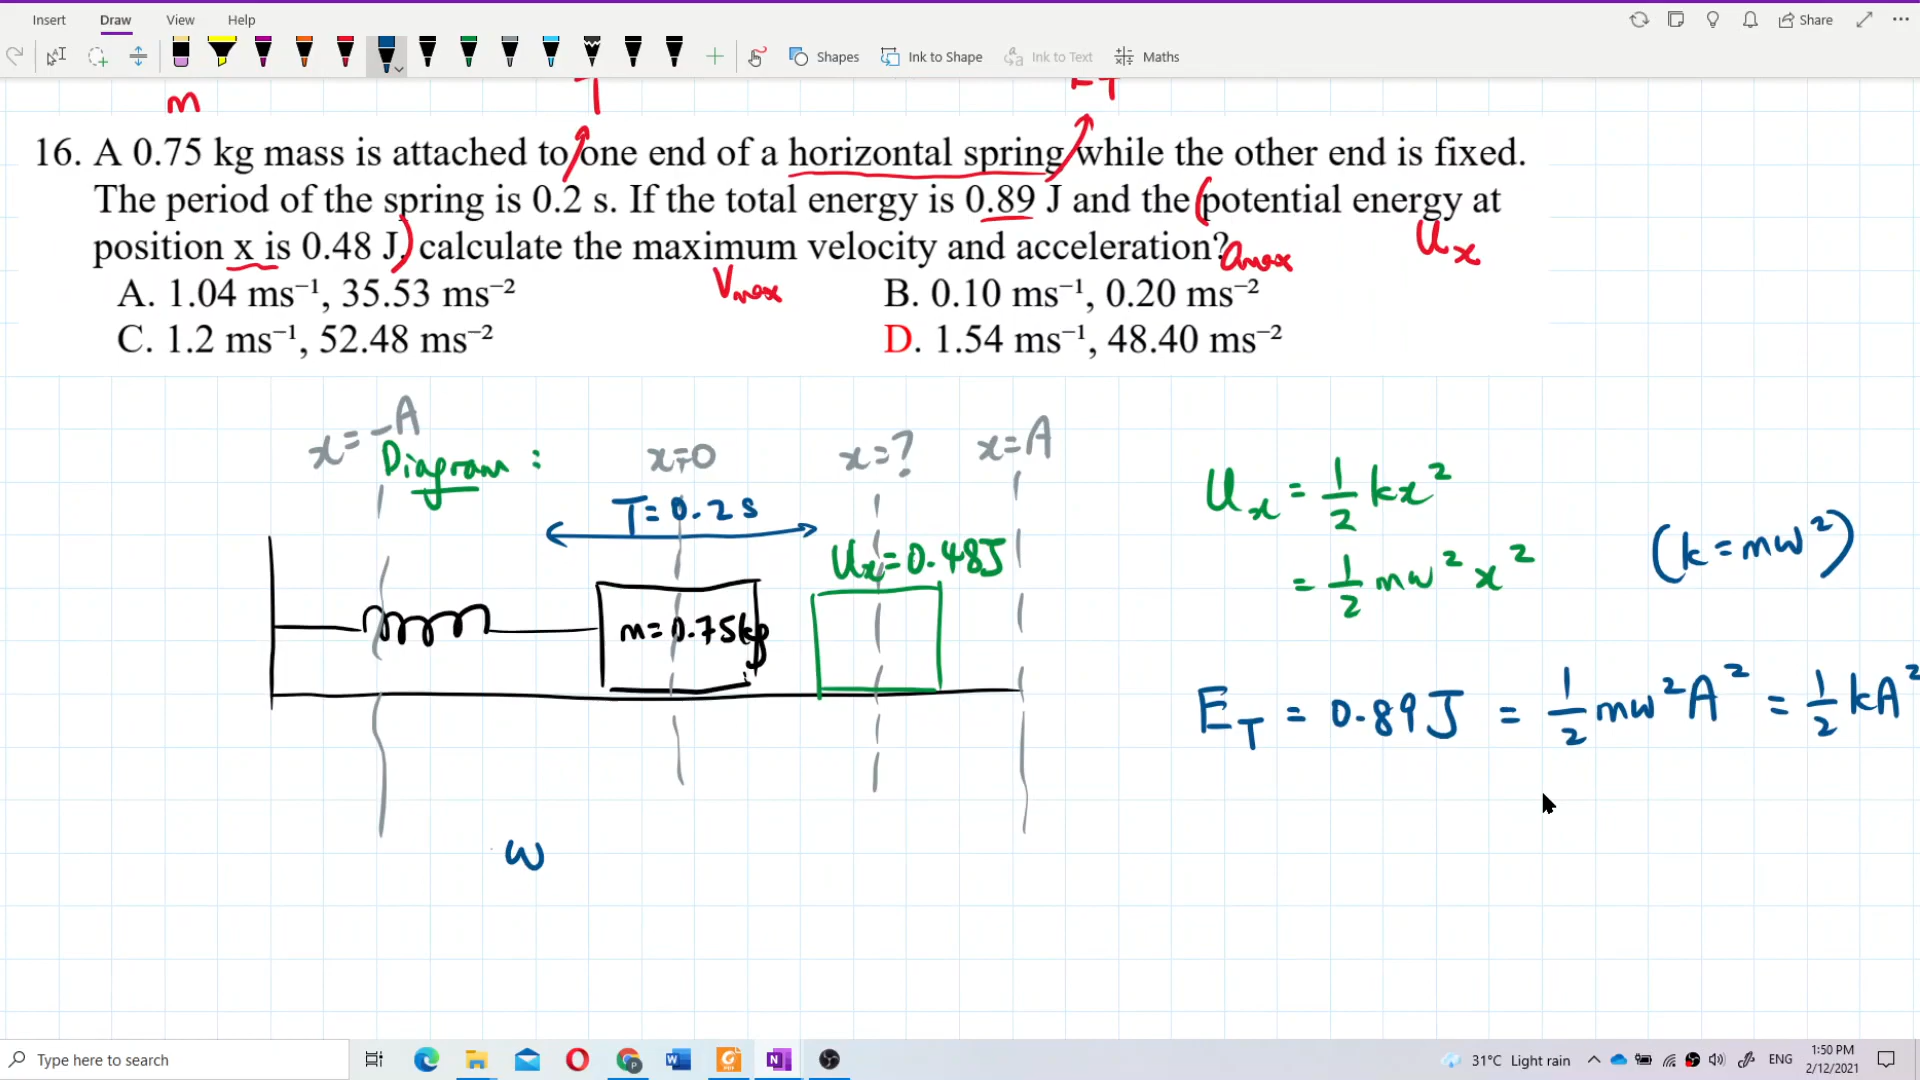 Insert Draw View Help
Share
Shapes Ink to Shape Ink to Text Maths
m
16. A 0.75 kg mass is attached to one end of a horizontal spring while the other end is fixed.
The period of the spring is 0.2 s. If the total energy is 0.89 J and the potential energy at
position x is 0.48 J, calculate the maximum velocity and acceleration?
amax
Ux
Vmax
A. 1.04 ms⁻¹, 35.53 ms⁻²
B. 0.10 ms⁻¹, 0.20 ms⁻²
C. 1.2 ms⁻¹, 52.48 ms⁻²
D. 1.54 ms⁻¹, 48.40 ms⁻²
x=-A
Diagram :
x=0
x=?
x=A
T=0.2s
Ux=0.48J
m=0.75kg
Ux = 1/2 kx²
= 1/2 mw² x²
(k=mw²)
ET = 0.89J = 1/2 mw²A² = 1/2 kA²
w
Type here to search
31°C Light rain
ENG
1:50 PM
2/12/2021